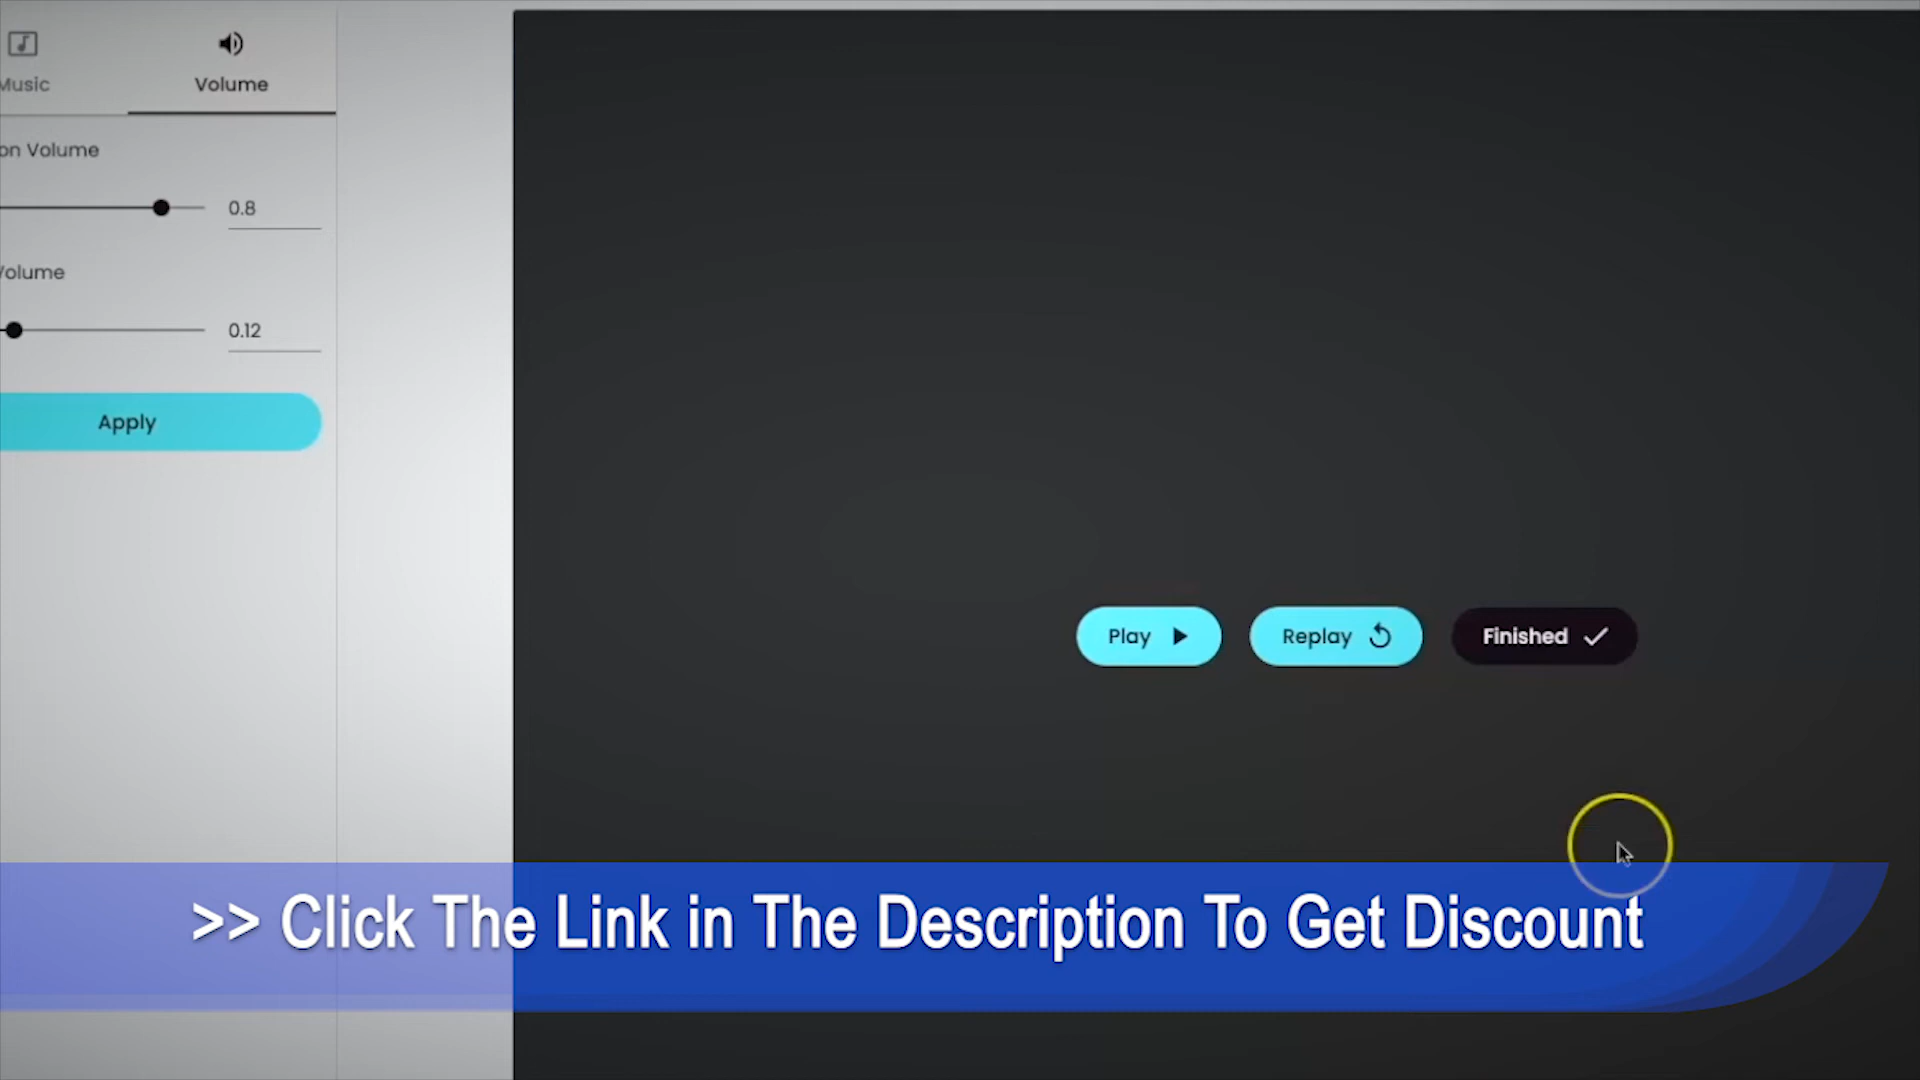 Music
Volume
on Volume
0.8
Volume
0.12
Apply
Play
Replay
Finished
>> Click The Link in The Description To Get Discount